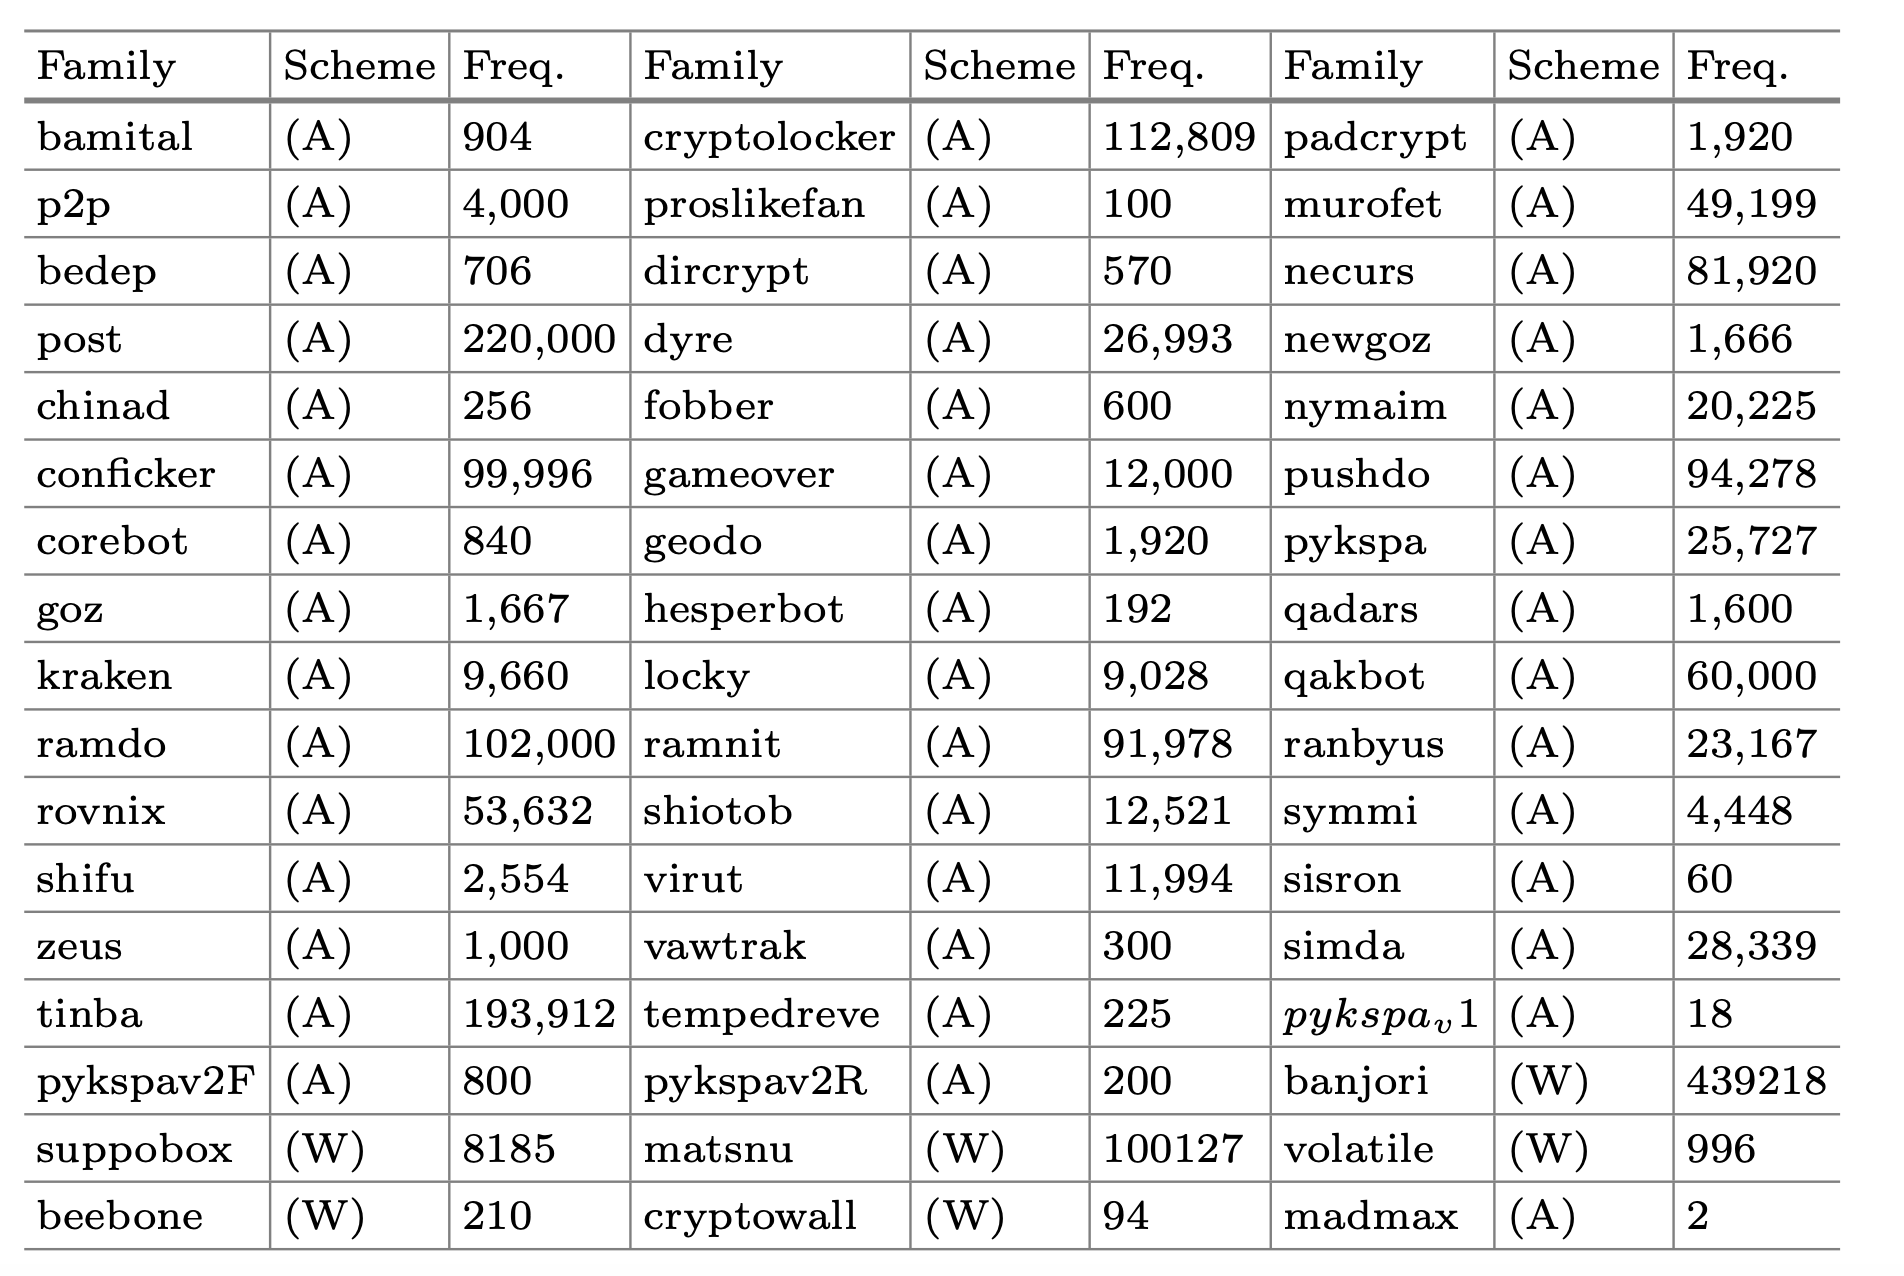 Family Scheme Freq. Family Scheme Freq. Family Scheme Freq.
bamital (A) 904 cryptolocker (A) 112,809 padcrypt (A) 1,920
p2p (A) 4,000 proslikefan (A) 100 murofet (A) 49,199
bedep (A) 706 dircrypt (A) 570 necurs (A) 81,920
post (A) 220,000 dyre (A) 26,993 newgoz (A) 1,666
chinad (A) 256 fobber (A) 600 nymaim (A) 20,225
conficker (A) 99,996 gameover (A) 12,000 pushdo (A) 94,278
corebot (A) 840 geodo (A) 1,920 pykspa (A) 25,727
goz (A) 1,667 hesperbot (A) 192 qadars (A) 1,600
kraken (A) 9,660 locky (A) 9,028 qakbot (A) 60,000
ramdo (A) 102,000 ramnit (A) 91,978 ranbyus (A) 23,167
rovnix (A) 53,632 shiotob (A) 12,521 symmi (A) 4,448
shifu (A) 2,554 virut (A) 11,994 sisron (A) 60
zeus (A) 1,000 vawtrak (A) 300 simda (A) 28,339
tinba (A) 193,912 tempedreve (A) 225 pykspaᵥ1 (A) 18
pykspav2F (A) 800 pykspav2R (A) 200 banjori (W) 439218
suppobox (W) 8185 matsnu (W) 100127 volatile (W) 996
beebone (W) 210 cryptowall (W) 94 madmax (A) 2